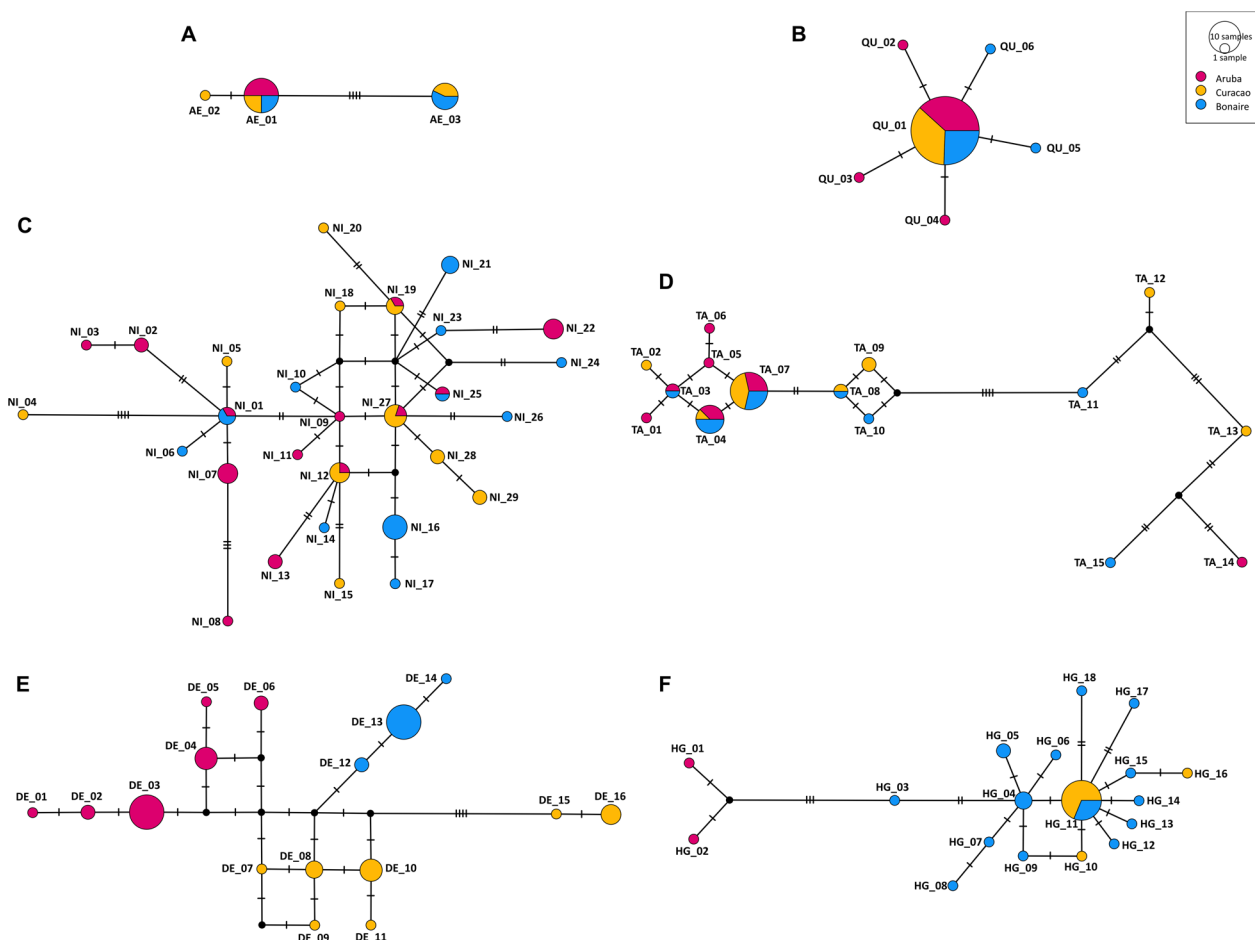 A
AE_02
AE_01
AE_03
B
QU_02
QU_06
QU_01
QU_05
QU_03
QU_04
10 samples
1 sample
Aruba
Curacao
Bonaire
C
NI_20
NI_21
NI_18
NI_19
NI_03
NI_02
NI_23
NI_22
NI_05
NI_24
NI_10
NI_25
NI_04
NI_01
NI_27
NI_09
NI_26
NI_06
NI_11
NI_28
NI_07
NI_12
NI_29
NI_16
NI_14
NI_13
NI_15
NI_17
NI_08
D
TA_12
TA_06
TA_02
TA_05
TA_09
TA_07
TA_03
TA_08
TA_11
TA_01
TA_04
TA_10
TA_13
TA_15
TA_14
E
DE_14
DE_05
DE_06
DE_13
DE_04
DE_12
DE_03
DE_01
DE_02
DE_15
DE_16
DE_07
DE_08
DE_10
DE_09
DE_11
F
HG_18
HG_17
HG_05
HG_06
HG_01
HG_15
HG_16
HG_03
HG_04
HG_14
HG_11
HG_13
HG_02
HG_07
HG_12
HG_09
HG_10
HG_08